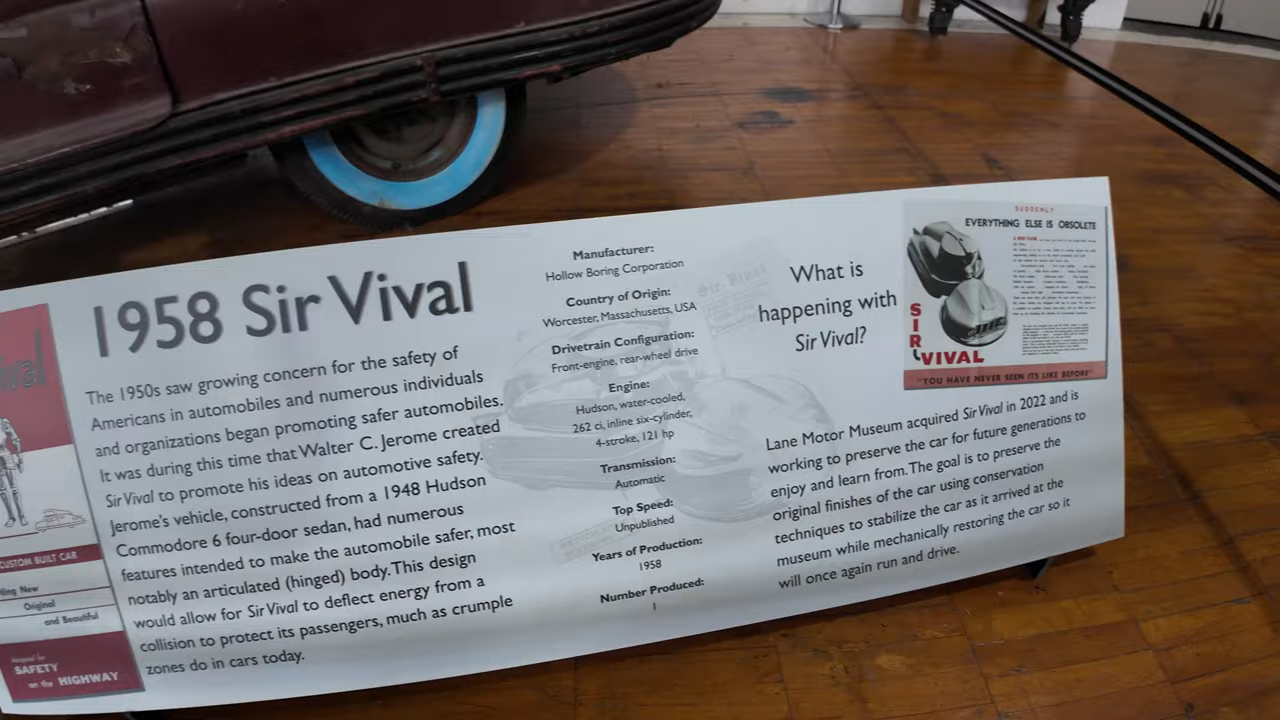 1958 Sir Vival
The 1950s saw growing concern for the safety of
Americans in automobiles and numerous individuals
and organizations began promoting safer automobiles.
It was during this time that Walter C. Jerome created
Sir Vival to promote his ideas on automotive safety.
Jerome's vehicle, constructed from a 1948 Hudson
Commodore 6 four-door sedan, had numerous
features intended to make the automobile safer, most
notably an articulated (hinged) body. This design
would allow for Sir Vival to deflect energy from a
collision to protect its passengers, much as crumple
zones do in cars today.
Manufacturer:
Hollow Boring Corporation
Country of Origin:
Worcester, Massachusetts, USA
Drivetrain Configuration:
Front-engine, rear-wheel drive
Engine:
Hudson, water-cooled,
262 ci, inline six-cylinder,
4-stroke, 121 hp
Transmission:
Automatic
Top Speed:
Unpublished
Years of Production:
1958
Number Produced:
1
What is
happening with
Sir Vival?
Lane Motor Museum acquired Sir Vival in 2022 and is
working to preserve the car for future generations to
enjoy and learn from. The goal is to preserve the
original finishes of the car using conservation
techniques to stabilize the car as it arrived at the
museum while mechanically restoring the car so it
will once again run and drive.
SUDDENLY
EVERYTHING ELSE IS OBSOLETE
SIR VIVAL
"YOU HAVE NEVER SEEN ITS LIKE BEFORE"
CUSTOM BUILT CAR
New
Original
and Beautiful
Designed for
SAFETY
on the HIGHWAY